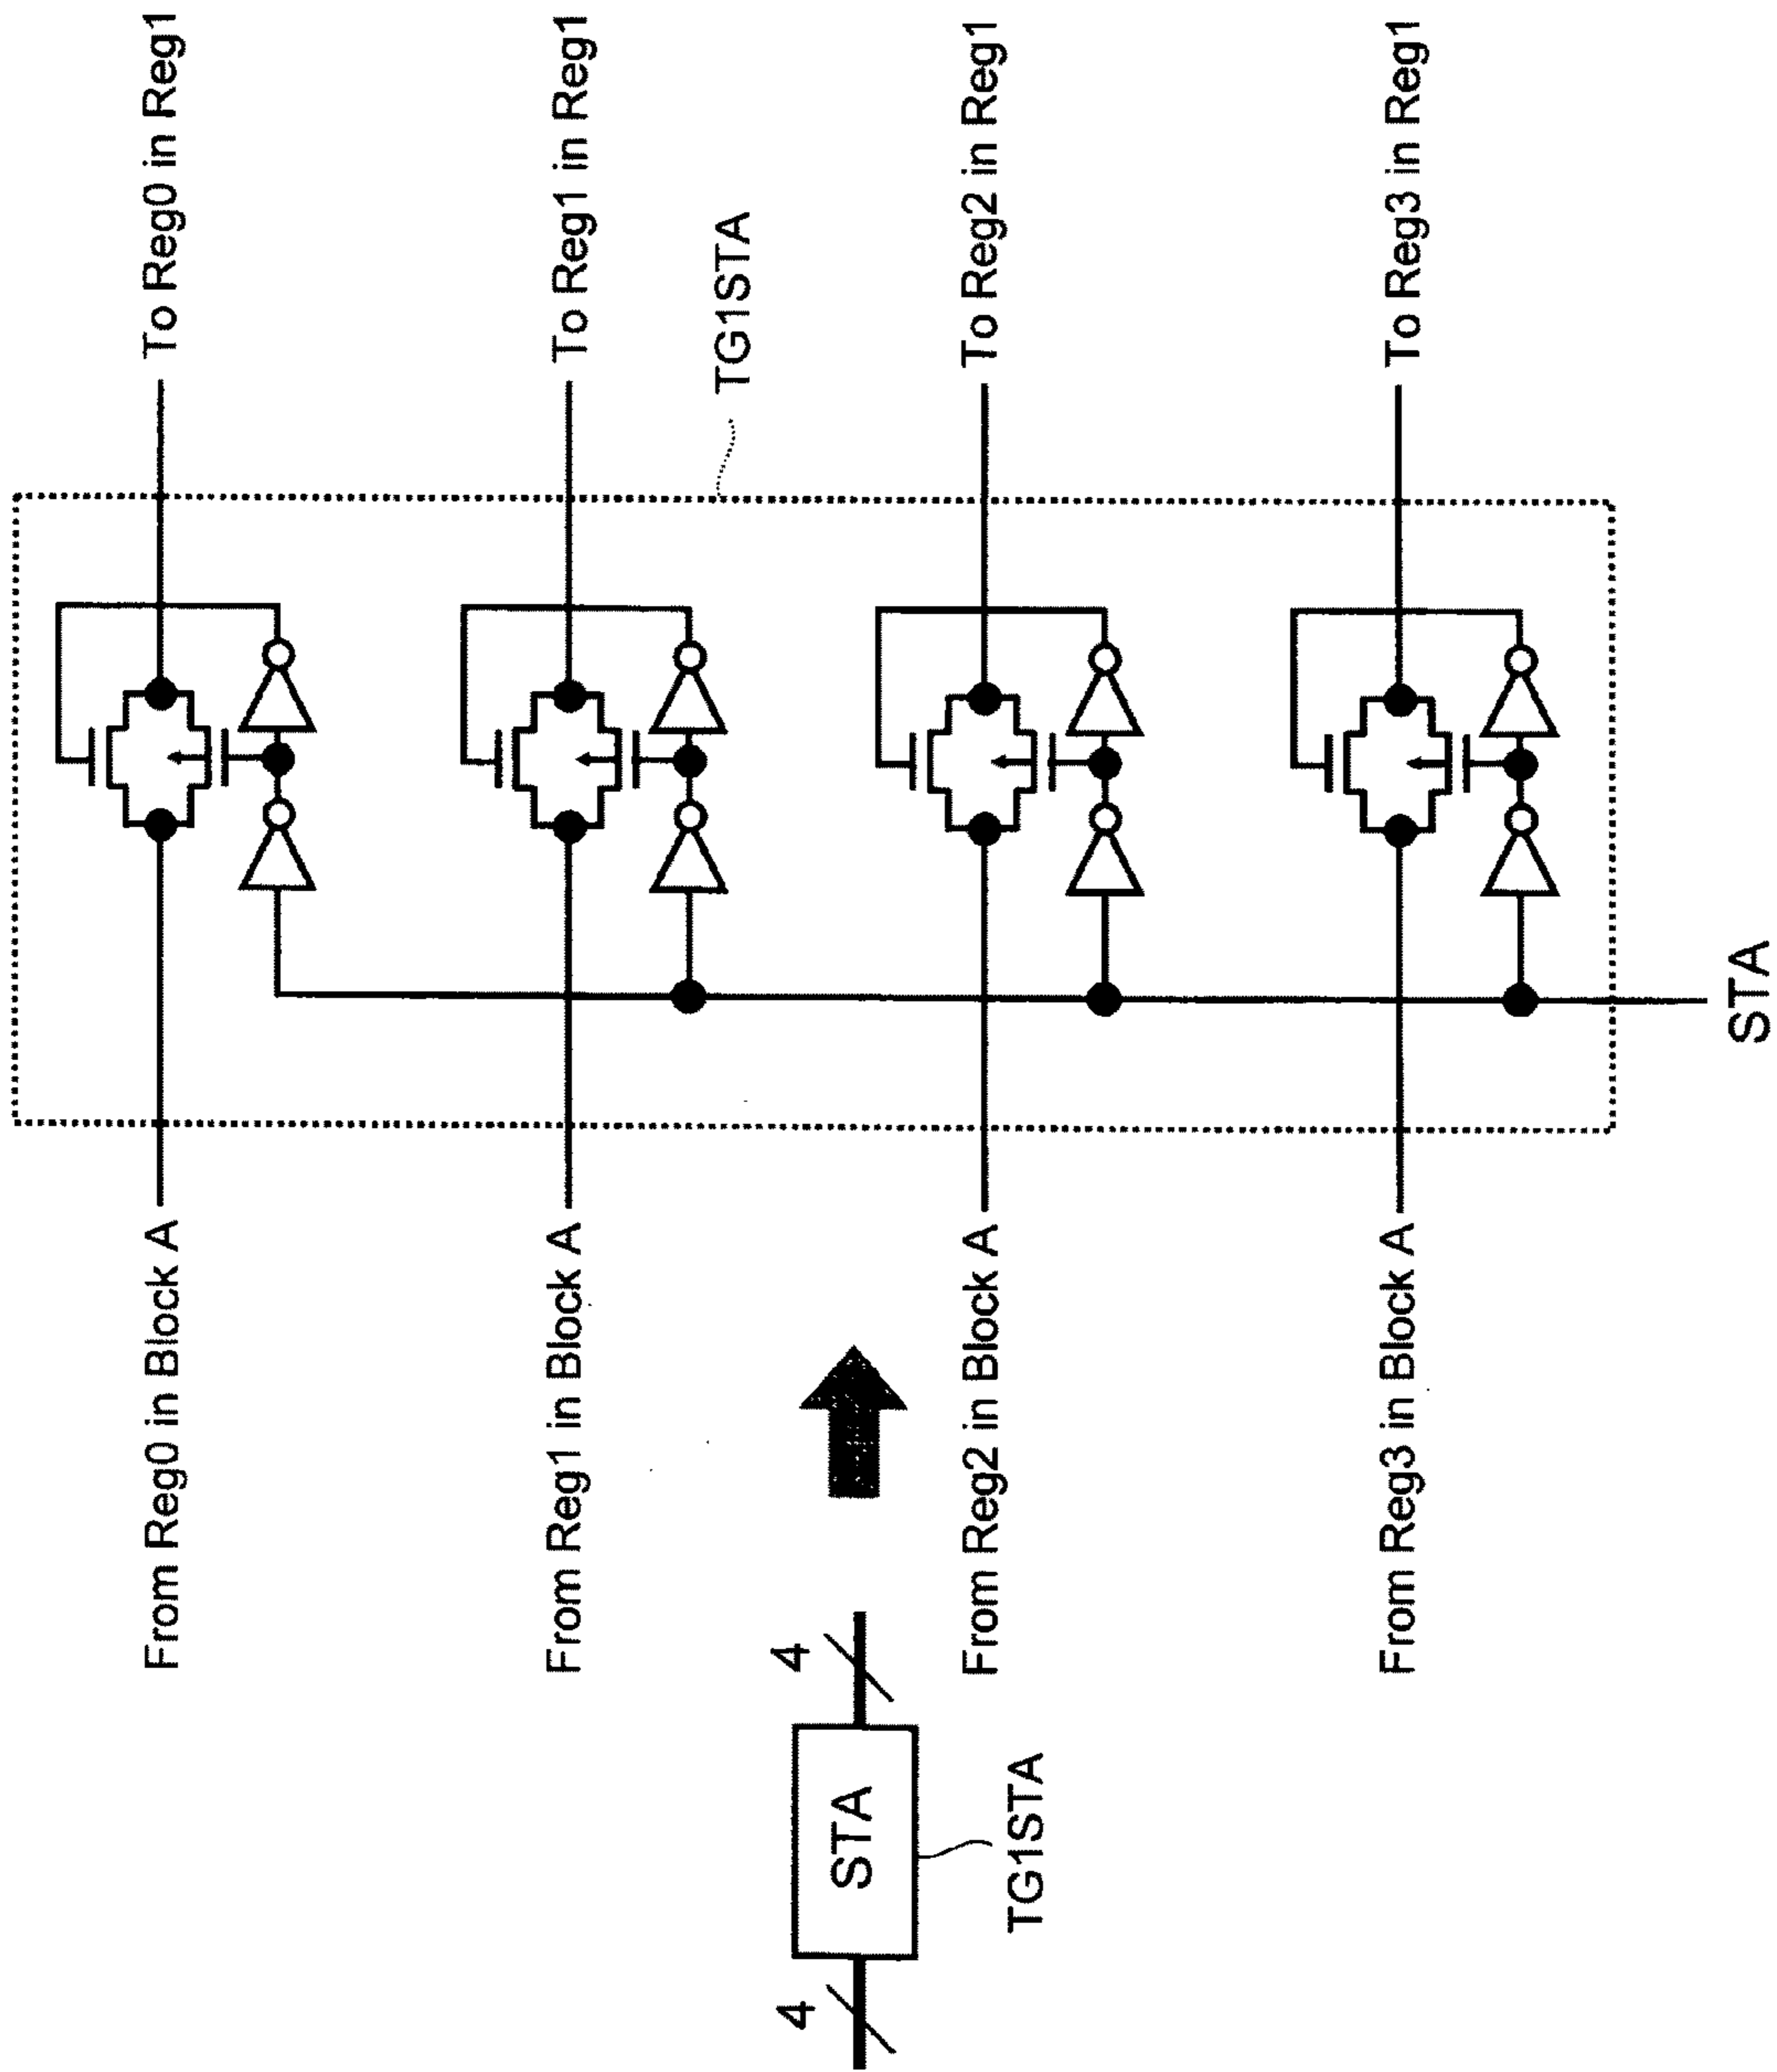 From Reg0 in Block A
To Reg0 in Reg1
From Reg1 in Block A
To Reg1 in Reg1
TG1STA
4
STA
4
TG1STA
From Reg2 in Block A
To Reg2 in Reg1
From Reg3 in Block A
To Reg3 in Reg1
STA